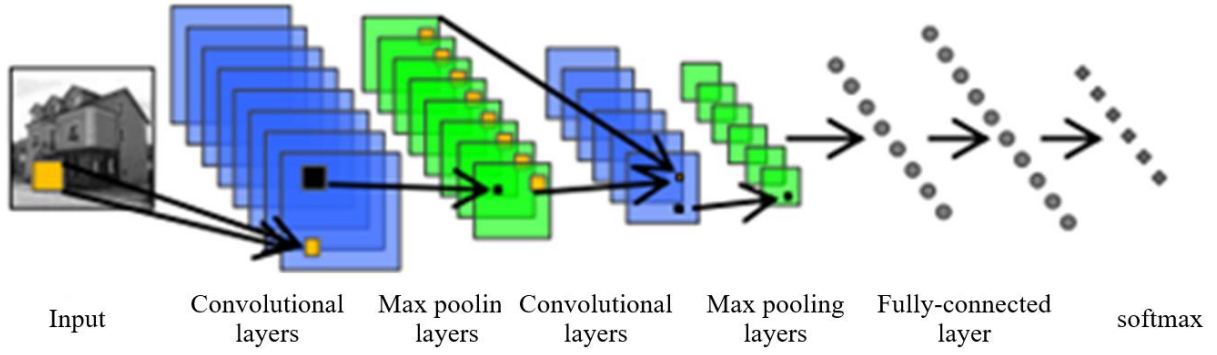 Input
Convolutional
layers
Max poolin
layers
Convolutional
layers
Max pooling
layers
Fully-connected
layer
softmax